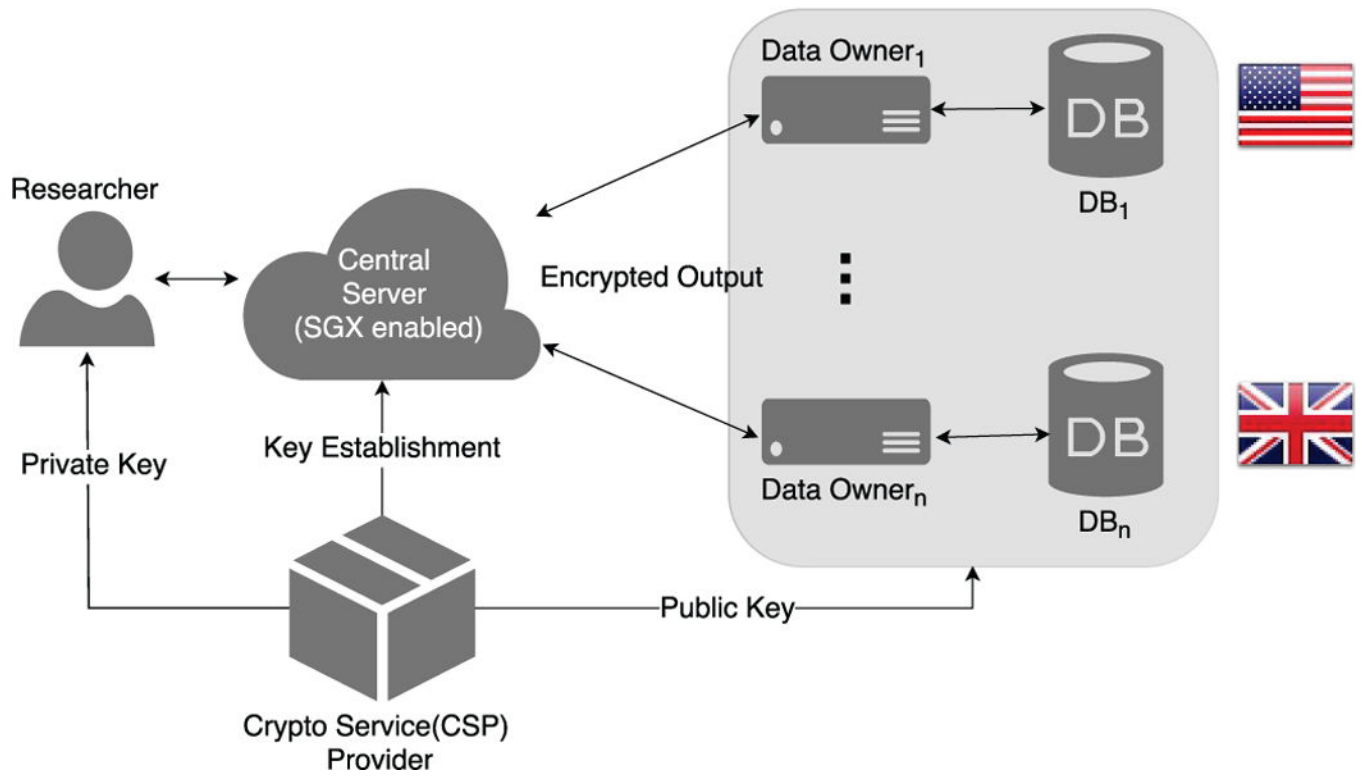 Data Owner₁
DB
DB₁
Researcher
Central
Server
(SGX enabled)
Encrypted Output
DB
Data Ownerₙ
DBₙ
Private Key
Key Establishment
Public Key
Crypto Service(CSP)
Provider